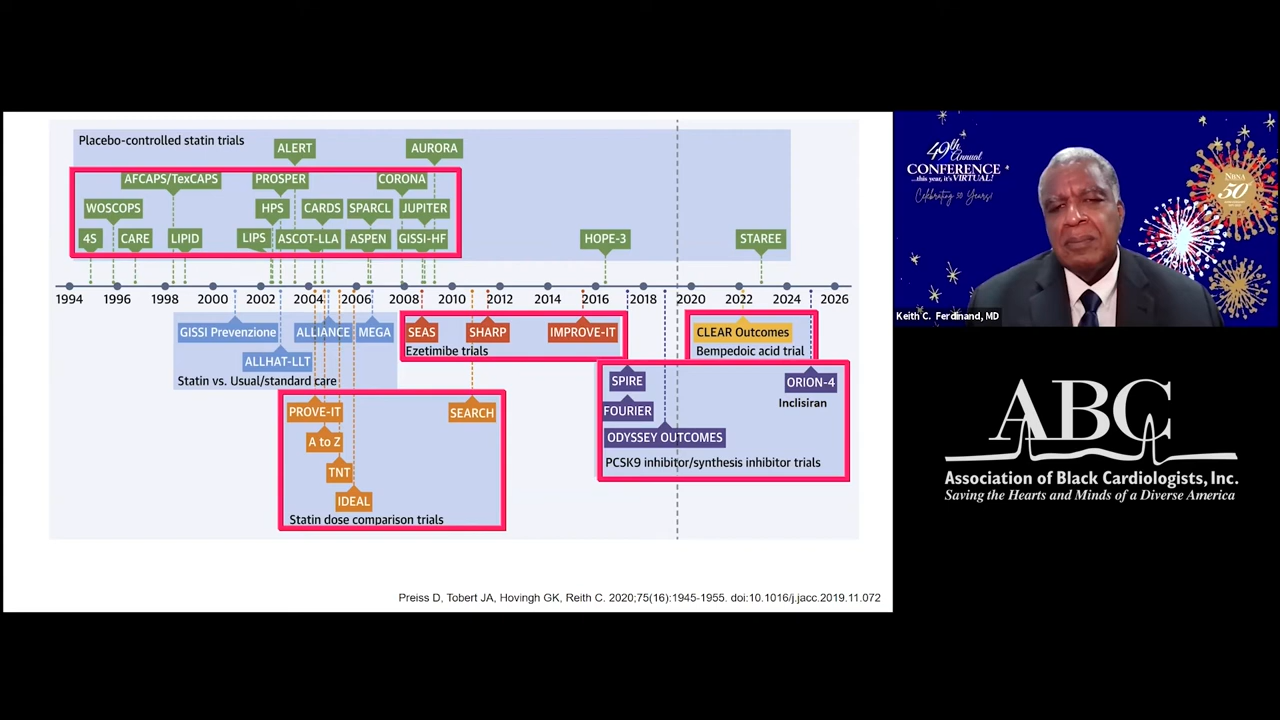 Placebo-controlled statin trials
ALERT
AURORA
AFCAPS/TexCAPS
PROSPER
CORONA
WOSCOPS
HPS
CARDS
SPARCL
JUPITER
4S
CARE
LIPID
LIPS
ASCOT-LLA
ASPEN
GISSI-HF
HOPE-3
STAREE
1994 1996 1998 2000 2002 2004 2006 2008 2010 2012 2014 2016 2018 2020 2022 2024 2026
GISSI Prevenzione
ALLIANCE
MEGA
ALLHAT-LLT
Statin vs. Usual/standard care
SEAS
SHARP
IMPROVE-IT
Ezetimibe trials
CLEAR Outcomes
Bempedoic acid trial
PROVE-IT
SEARCH
A to Z
TNT
IDEAL
Statin dose comparison trials
SPIRE
ORION-4
Inclisiran
FOURIER
ODYSSEY OUTCOMES
PCSK9 inhibitor/synthesis inhibitor trials
Preiss D, Tobert JA, Hovingh GK, Reith C. 2020;75(16):1945-1955. doi:10.1016/j.jacc.2019.11.072
49th Annual
CONFERENCE
...this year, it's VIRTUAL!
Celebrating 50 Years!
NBNA
50
Keith C. Ferdinand, MD
ABC
Association of Black Cardiologists, Inc.
Saving the Hearts and Minds of a Diverse America